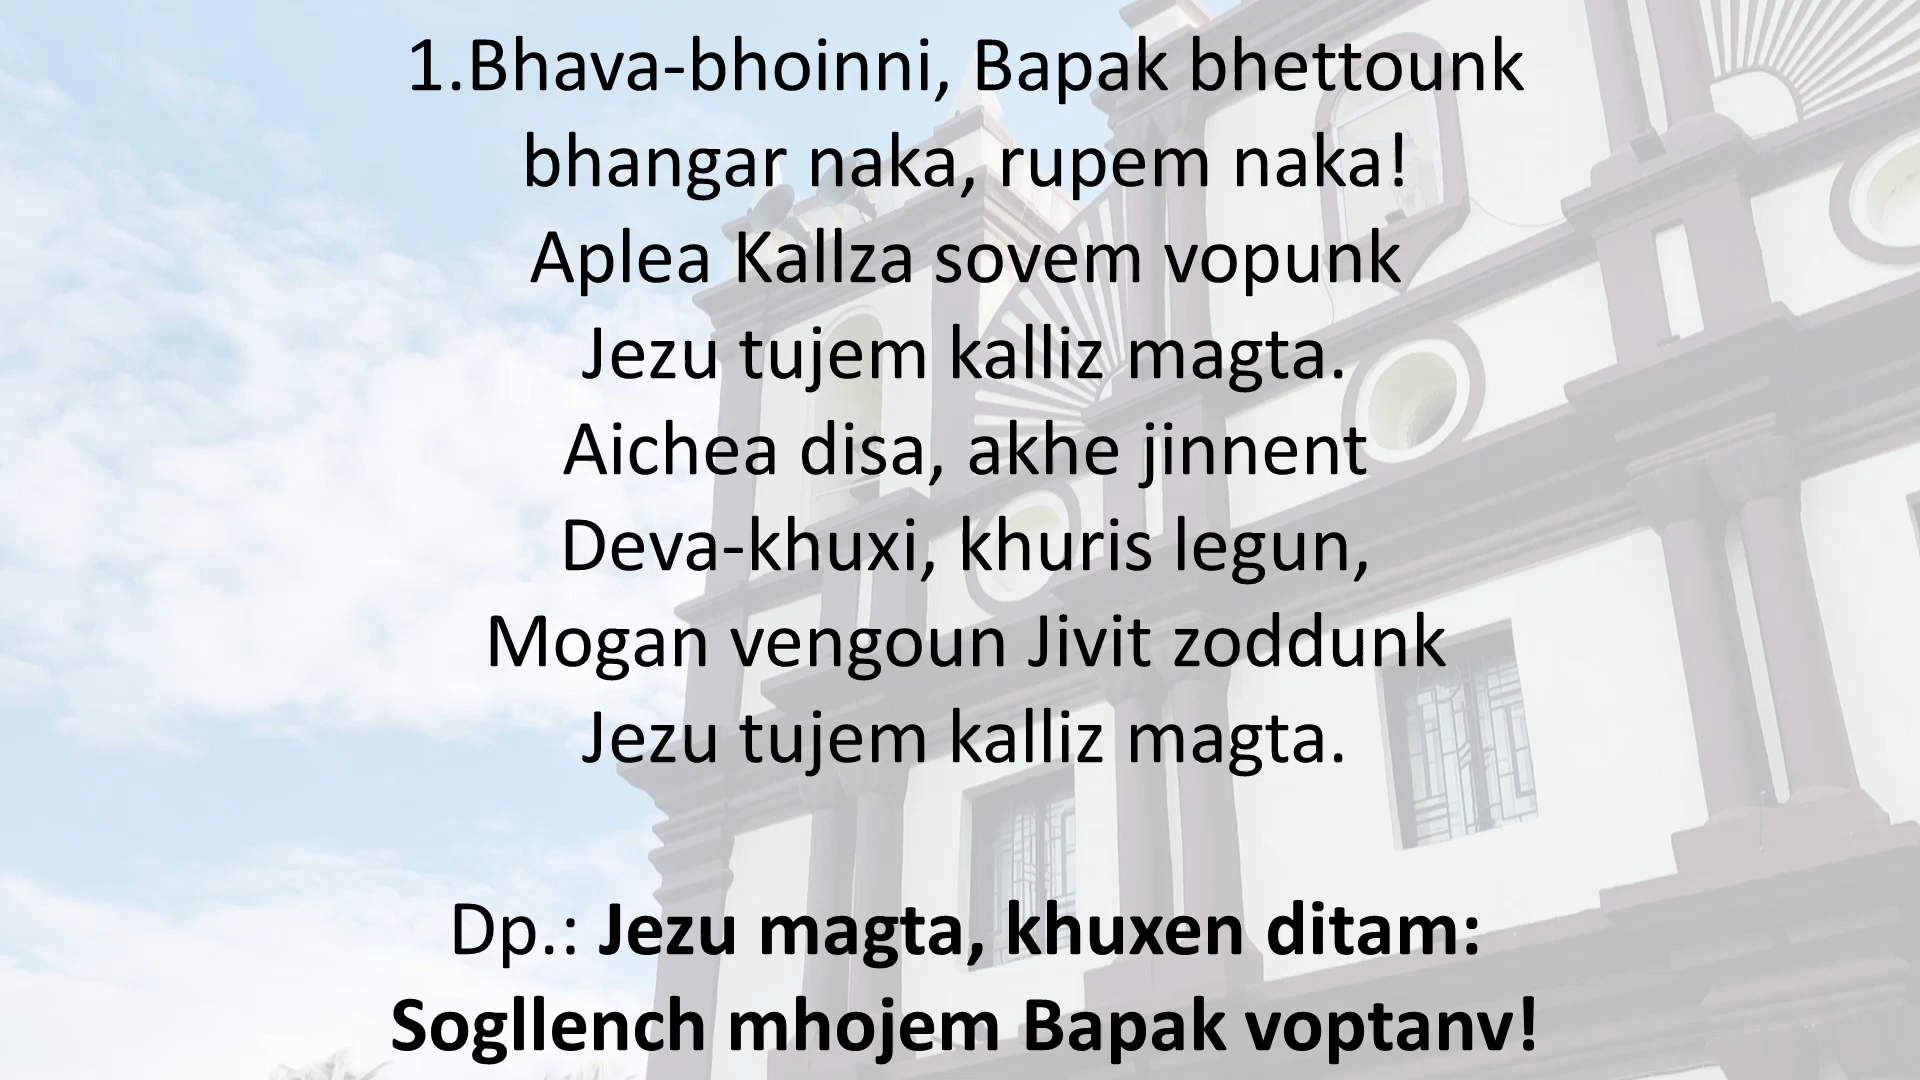 1.Bhava-bhoinni, Bapak bhettounk
bhangar naka, rupem naka!
Aplea Kallza sovem vopunk
Jezu tujem kalliz magta.
Aichea disa, akhe jinnent
Deva-khuxi, khuris legun,
Mogan vengoun Jivit zoddunk
Jezu tujem kalliz magta.
Dp.: Jezu magta, khuxen ditam:
Sogllench mhojem Bapak voptanv!